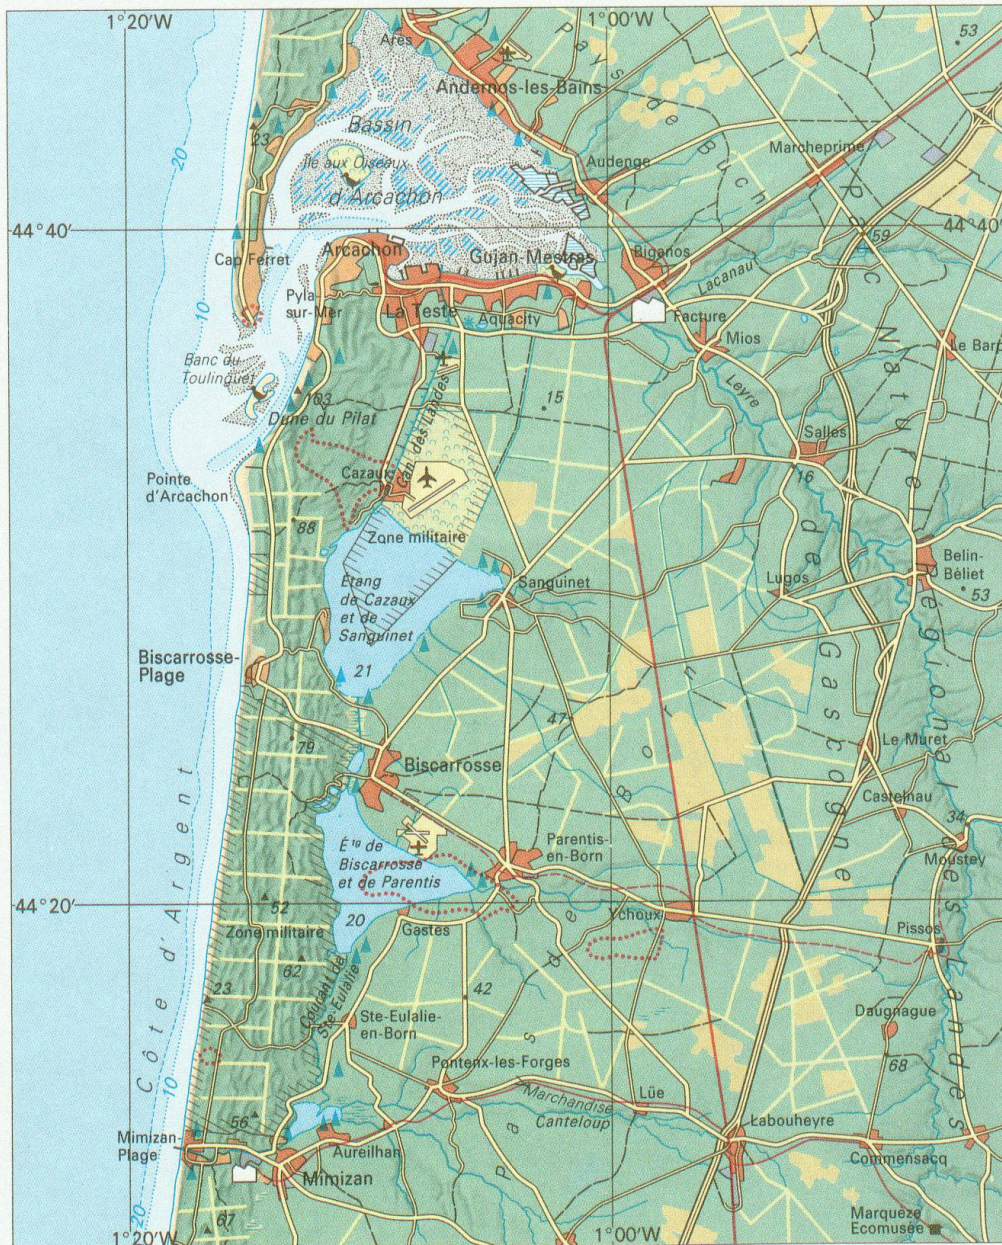 1°20'W
1°00'W
53
Arès
Andernos-les-Bains
Pays de Buch
20
Bassin
23
Île aux Oiseaux
d'Arcachon
Audenge
Marcheprime
44°40'
59
44°40'
Cap Ferret
Arcachon
Gujan-Mestras
Biganos
Lacanau
Parc Naturel Régional des Landes
de Gascogne
10
Pyla-
sur-Mer
La Teste
Aquacity
Facture
Mios
Le Barp
Banc du
Toulinguet
103
Dune du Pilat
Can. des Landes
15
Leyre
Salles
Pointe
d'Arcachon
Cazaux
16
88
Zone militaire
Belin-
Béliet
Étang
de Cazaux
et de
Sanguinet
Sanguinet
Lugos
53
21
Biscarrosse-
Plage
47
79
Le Muret
Biscarrosse
Castelnau
Pays de Born
34
Moustey
Étg de
Biscarrosse
et de Parentis
Parentis-
en-Born
Côte d'Argent
44°20'
52
20
Gastes
Ychoux
Pissos
Zone militaire
62
Courant de
Ste-Eulalie
23
42
Ste-Eulalie-
en-Born
Daugnague
68
10
Pontenx-les-Forges
Marchandise
Canteloup
Lüe
56
Mimizan-
Plage
Aureilhan
Labouheyre
Commensacq
Mimizan
20
67
Marquèze
Ecomusée
1°20'W
1°00'W